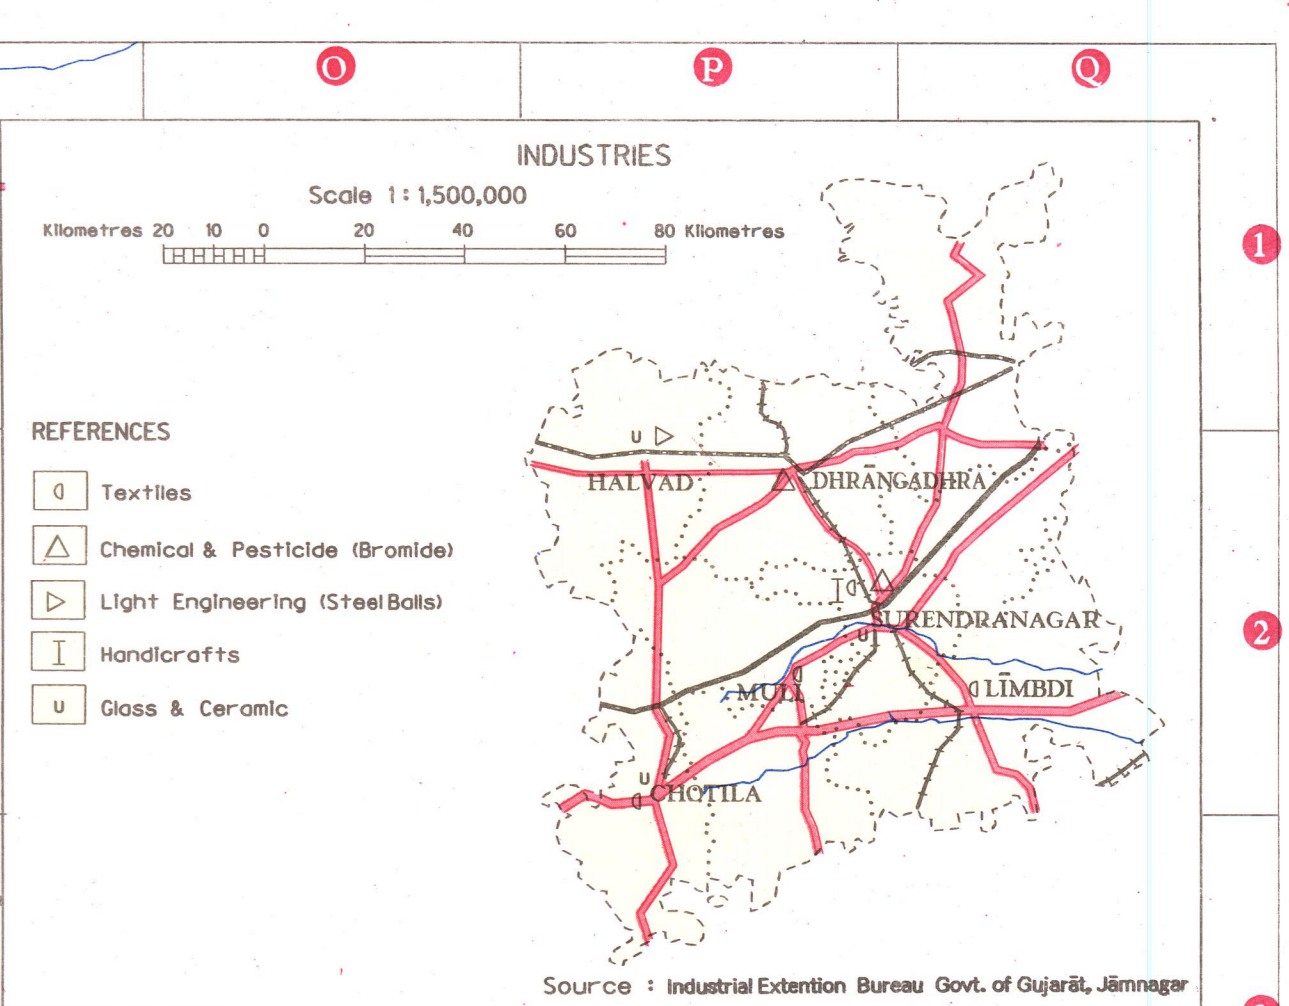 O P Q
INDUSTRIES
Scale 1:1,500,000
Kilometres 20 10 0 20 40 60 80 Kilometres
1
REFERENCES
Textiles
Chemical & Pesticide (Bromide)
Light Engineering (Steel Balls)
Handicrafts
Glass & Ceramic
HALVAD
DHRĀNGADHRA
SURENDRANAGAR
2
MULI
LĪMBDI
CHOTILA
Source : Industrial Extention Bureau Govt. of Gujarāt, Jāmnagar